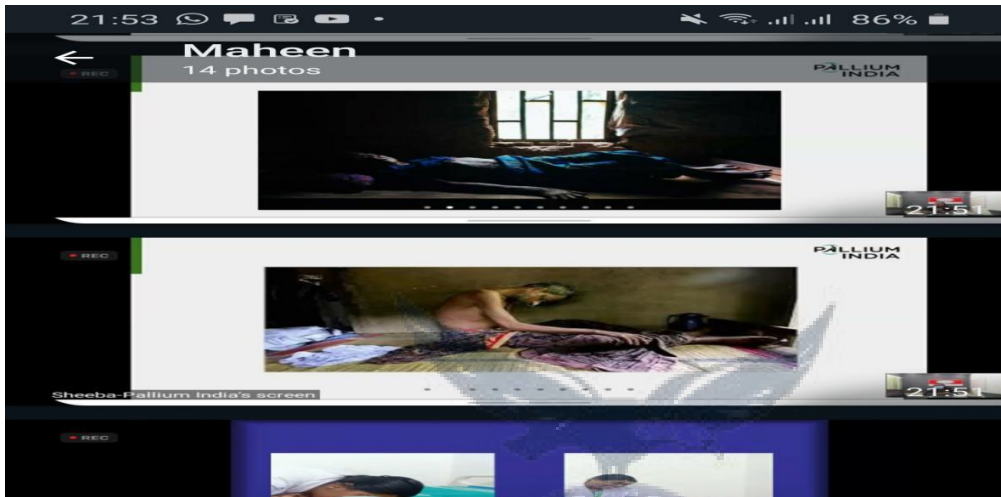 21:53 86%
Maheen
14 photos
REC
PALLIUM
INDIA
21:51
REC
PALLIUM
INDIA
Sheeba-Pallium India's screen
21:51
REC